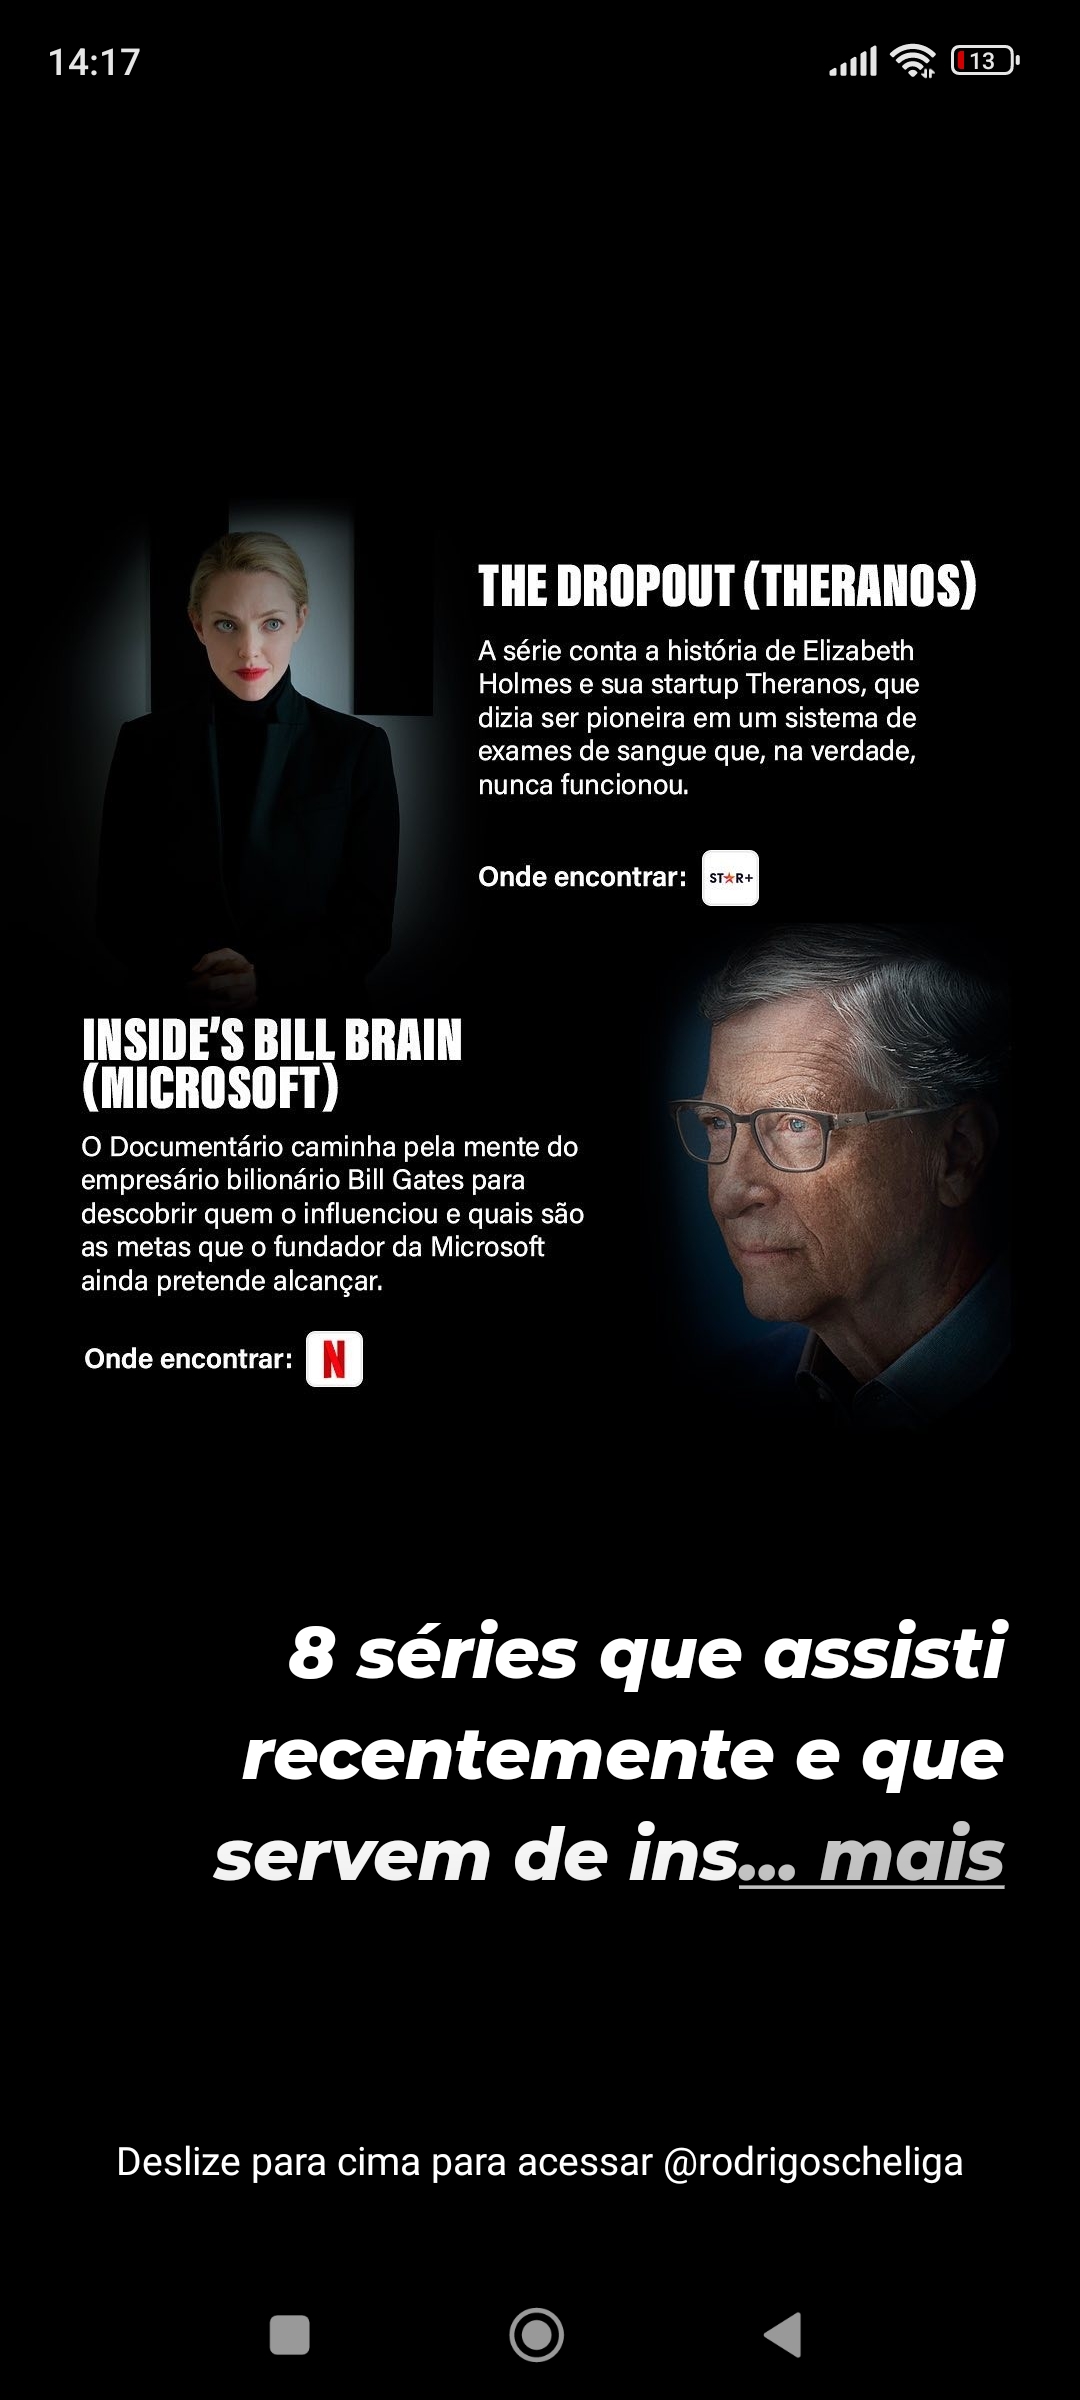 14:17
13
THE DROPOUT (THERANOS)
A série conta a história de Elizabeth
Holmes e sua startup Theranos, que
dizia ser pioneira em um sistema de
exames de sangue que, na verdade,
nunca funcionou.
Onde encontrar: ST★R+
INSIDE'S BILL BRAIN
(MICROSOFT)
O Documentário caminha pela mente do
empresário bilionário Bill Gates para
descobrir quem o influenciou e quais são
as metas que o fundador da Microsoft
ainda pretende alcançar.
Onde encontrar: N
8 séries que assisti
recentemente e que
servem de ins... mais
Deslize para cima para acessar @rodrigoscheliga